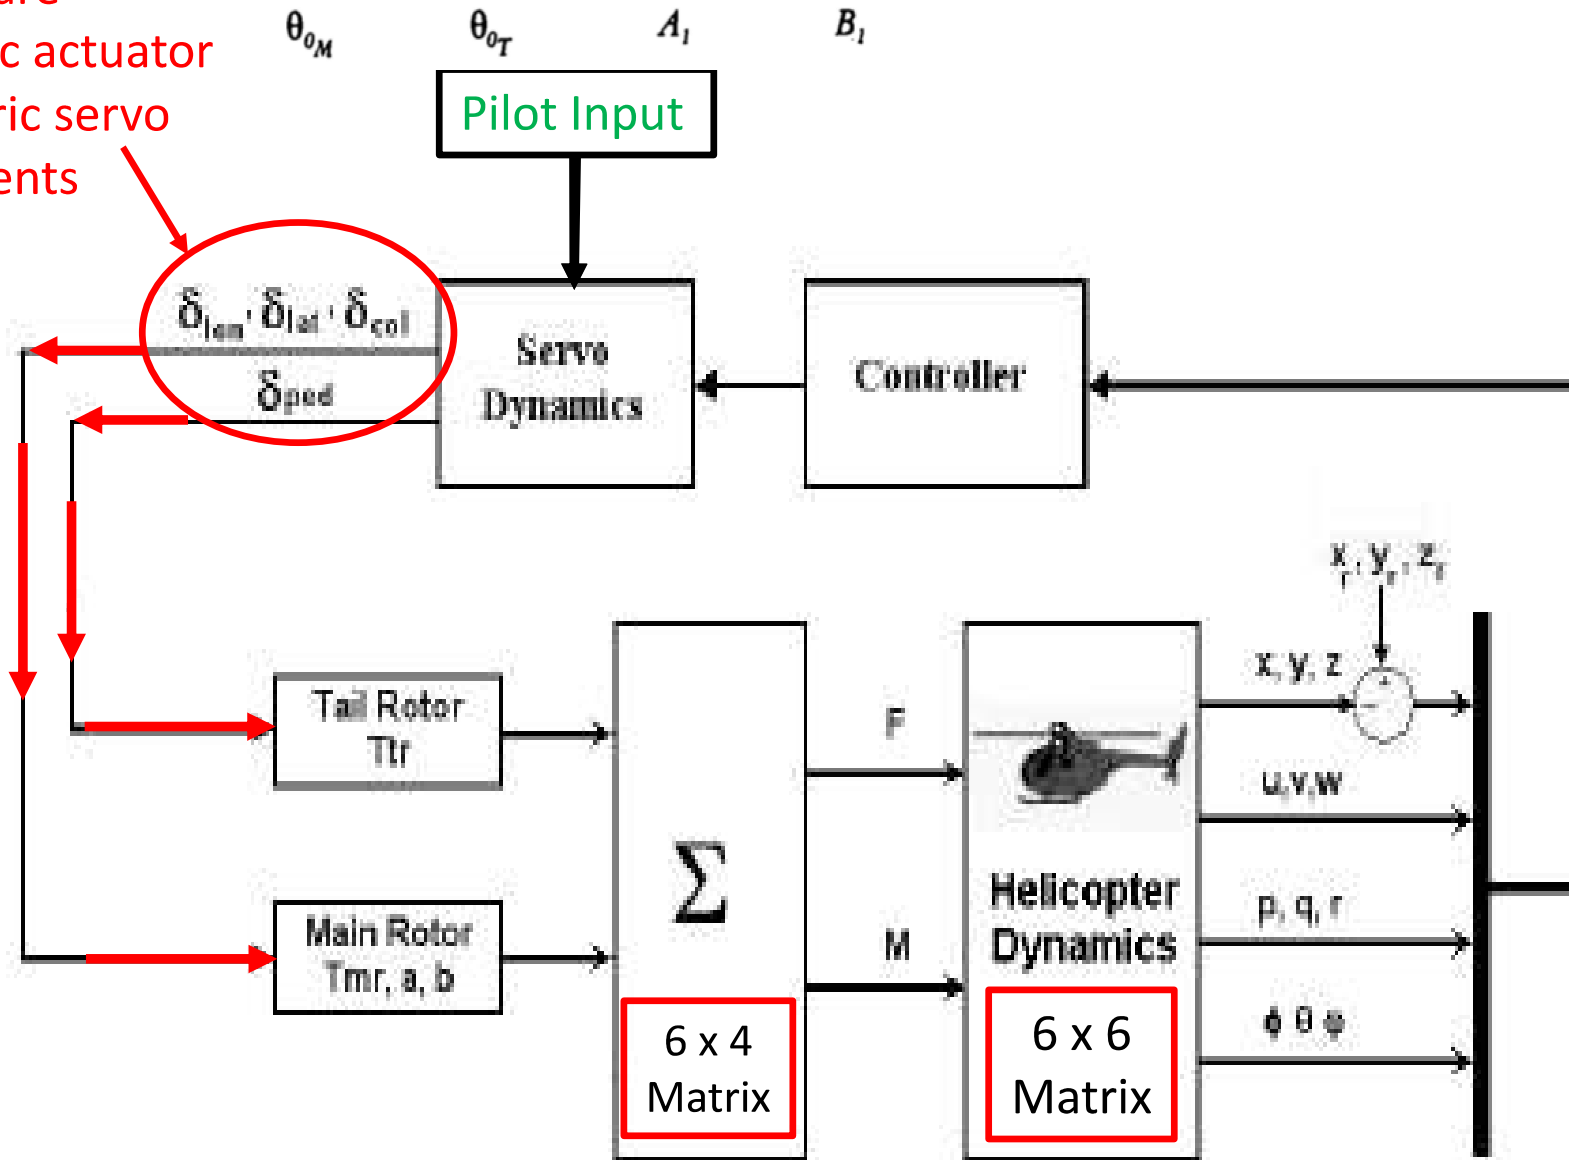 θ₀M θ₀T A₁ B₁
c actuator
ric servo
ents
Pilot Input
δlon, δlat, δcol
δped
Servo
Dynamics
Controller
xr, yr, zr
x, y, z
Tail Rotor
Ttr
F
u,v,w
Σ
Helicopter
Dynamics
p, q, r
Main Rotor
Tmr, a, b
M
ϕ θ φ
6 x 4
Matrix
6 x 6
Matrix